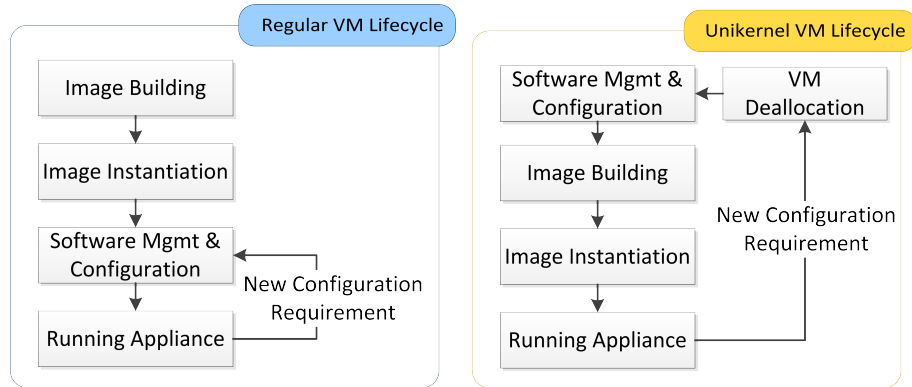 Regular VM Lifecycle
Image Building
Image Instantiation
Software Mgmt &
Configuration
New Configuration
Requirement
Running Appliance
Unikernel VM Lifecycle
Software Mgmt &
Configuration
VM
Deallocation
Image Building
New Configuration
Requirement
Image Instantiation
Running Appliance